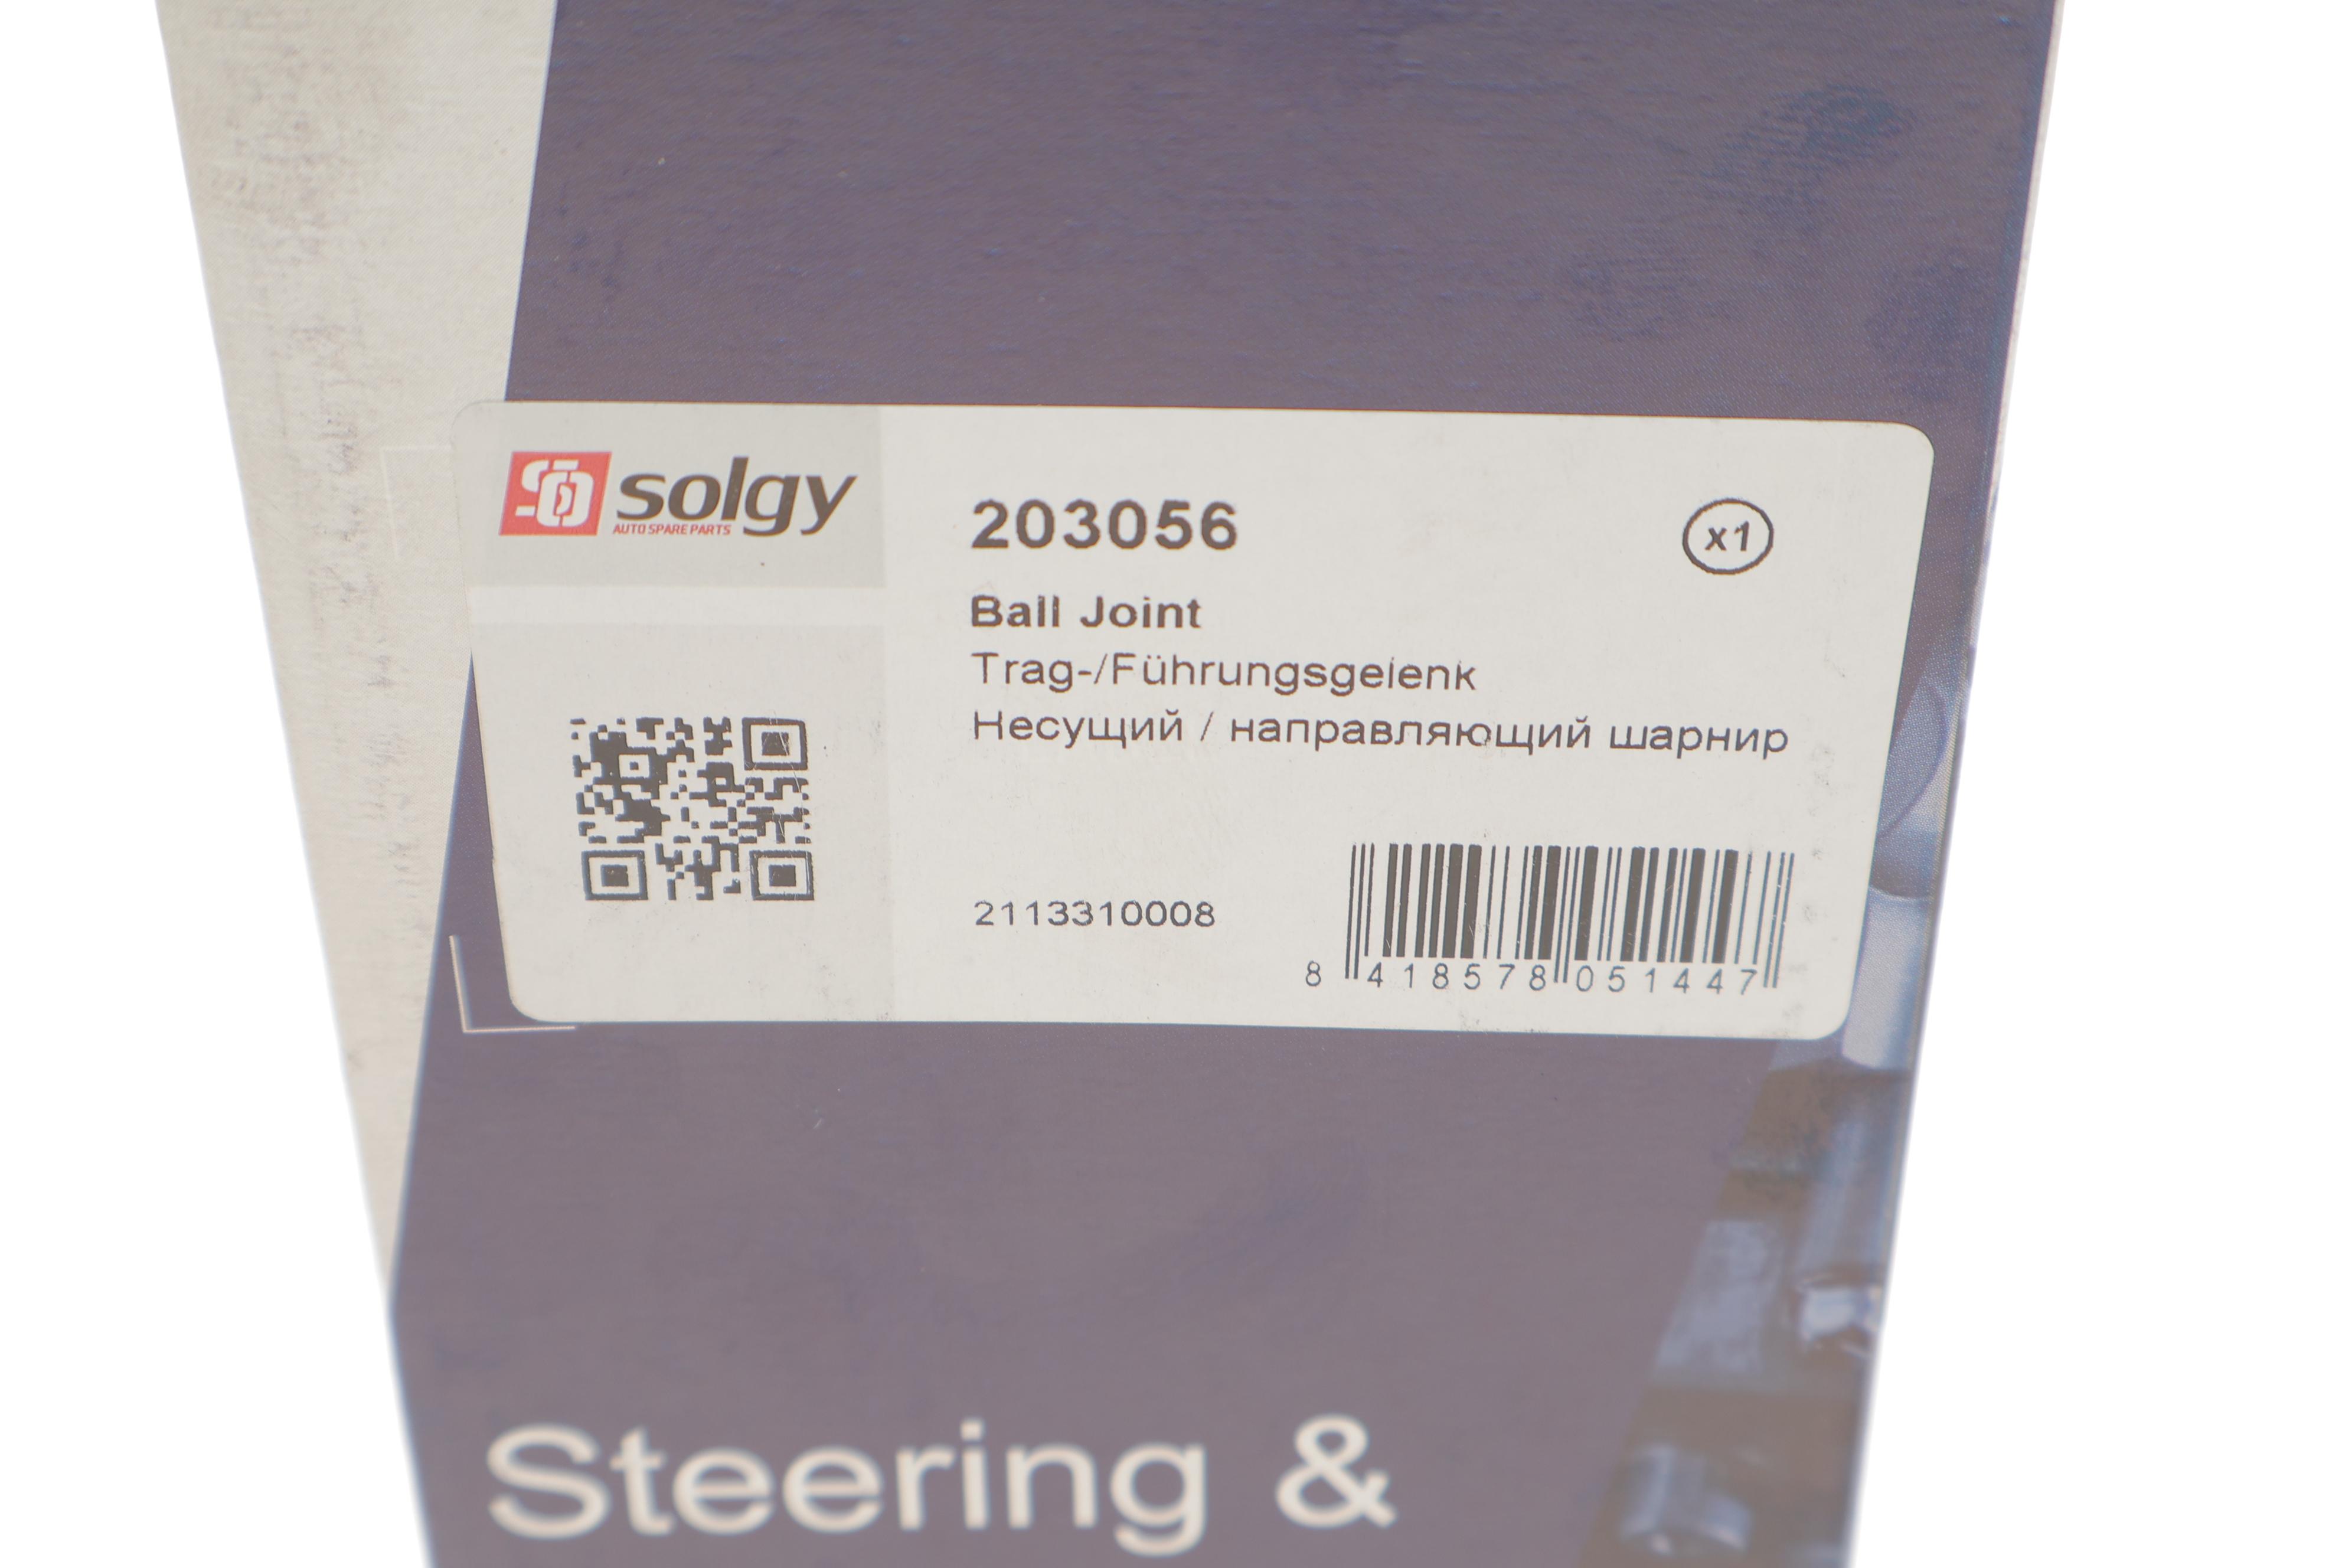 solgy
AUTO SPARE PARTS
203056
x1
Ball Joint
Trag-/Führungsgelenk
Несущий / направляющий шарнир
2113310008
8 418578 051447
Steering &